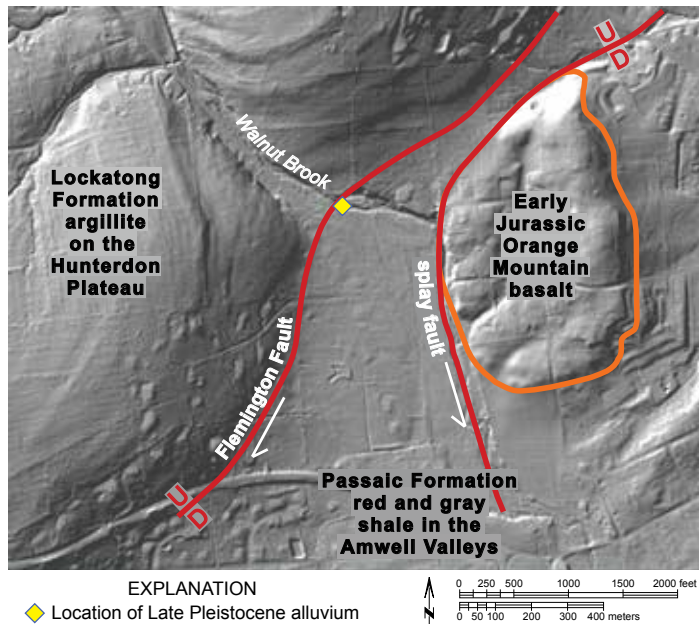 U
D
Walnut Brook
Lockatong
Formation
argillite
on the
Hunterdon
Plateau
Early
Jurassic
Orange
Mountain
basalt
splay fault
Flemington Fault
U
D
Passaic Formation
red and gray
shale in the
Amwell Valleys
EXPLANATION
Location of Late Pleistocene alluvium
N
0 250 500 1000 1500 2000 feet
0 50 100 200 300 400 meters